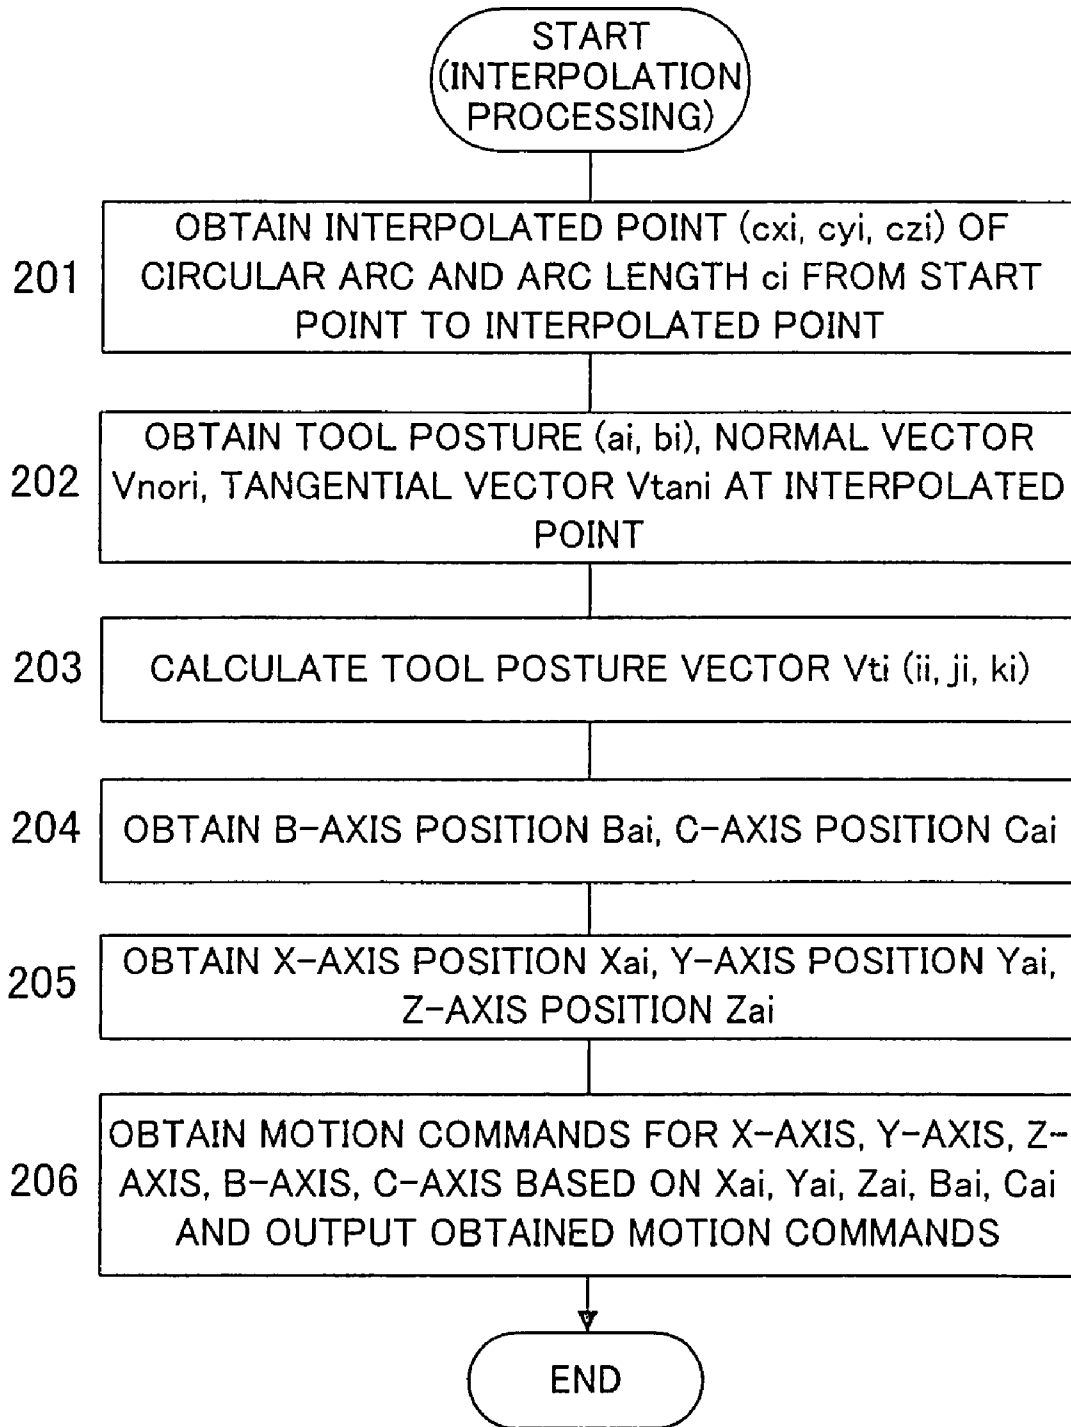 START
(INTERPOLATION
PROCESSING)
201
OBTAIN INTERPOLATED POINT (cxi, cyi, czi) OF
CIRCULAR ARC AND ARC LENGTH ci FROM START
POINT TO INTERPOLATED POINT
202
OBTAIN TOOL POSTURE (ai, bi), NORMAL VECTOR
Vnori, TANGENTIAL VECTOR Vtani AT INTERPOLATED
POINT
203
CALCULATE TOOL POSTURE VECTOR Vti (ii, ji, ki)
204
OBTAIN B-AXIS POSITION Bai, C-AXIS POSITION Cai
205
OBTAIN X-AXIS POSITION Xai, Y-AXIS POSITION Yai,
Z-AXIS POSITION Zai
206
OBTAIN MOTION COMMANDS FOR X-AXIS, Y-AXIS, Z-
AXIS, B-AXIS, C-AXIS BASED ON Xai, Yai, Zai, Bai, Cai
AND OUTPUT OBTAINED MOTION COMMANDS
END